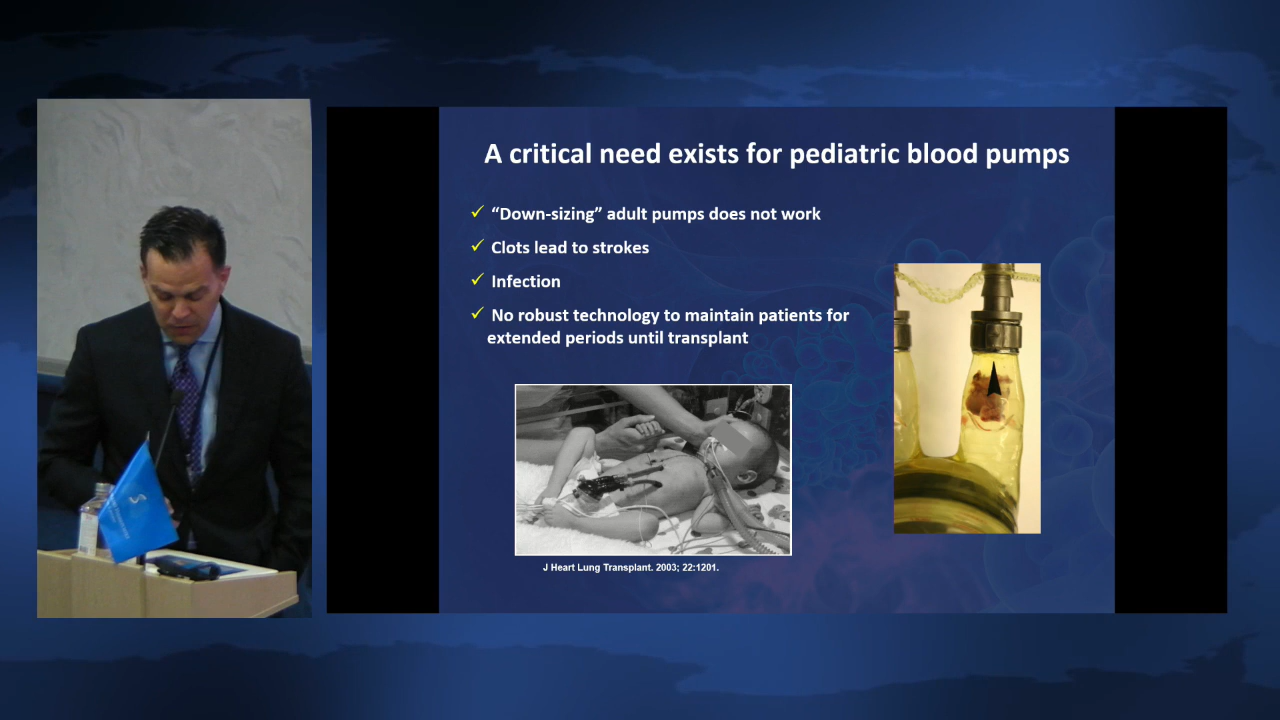 A critical need exists for pediatric blood pumps
“Down-sizing” adult pumps does not work
Clots lead to strokes
Infection
No robust technology to maintain patients for
extended periods until transplant
J Heart Lung Transplant. 2003; 22:1201.
S